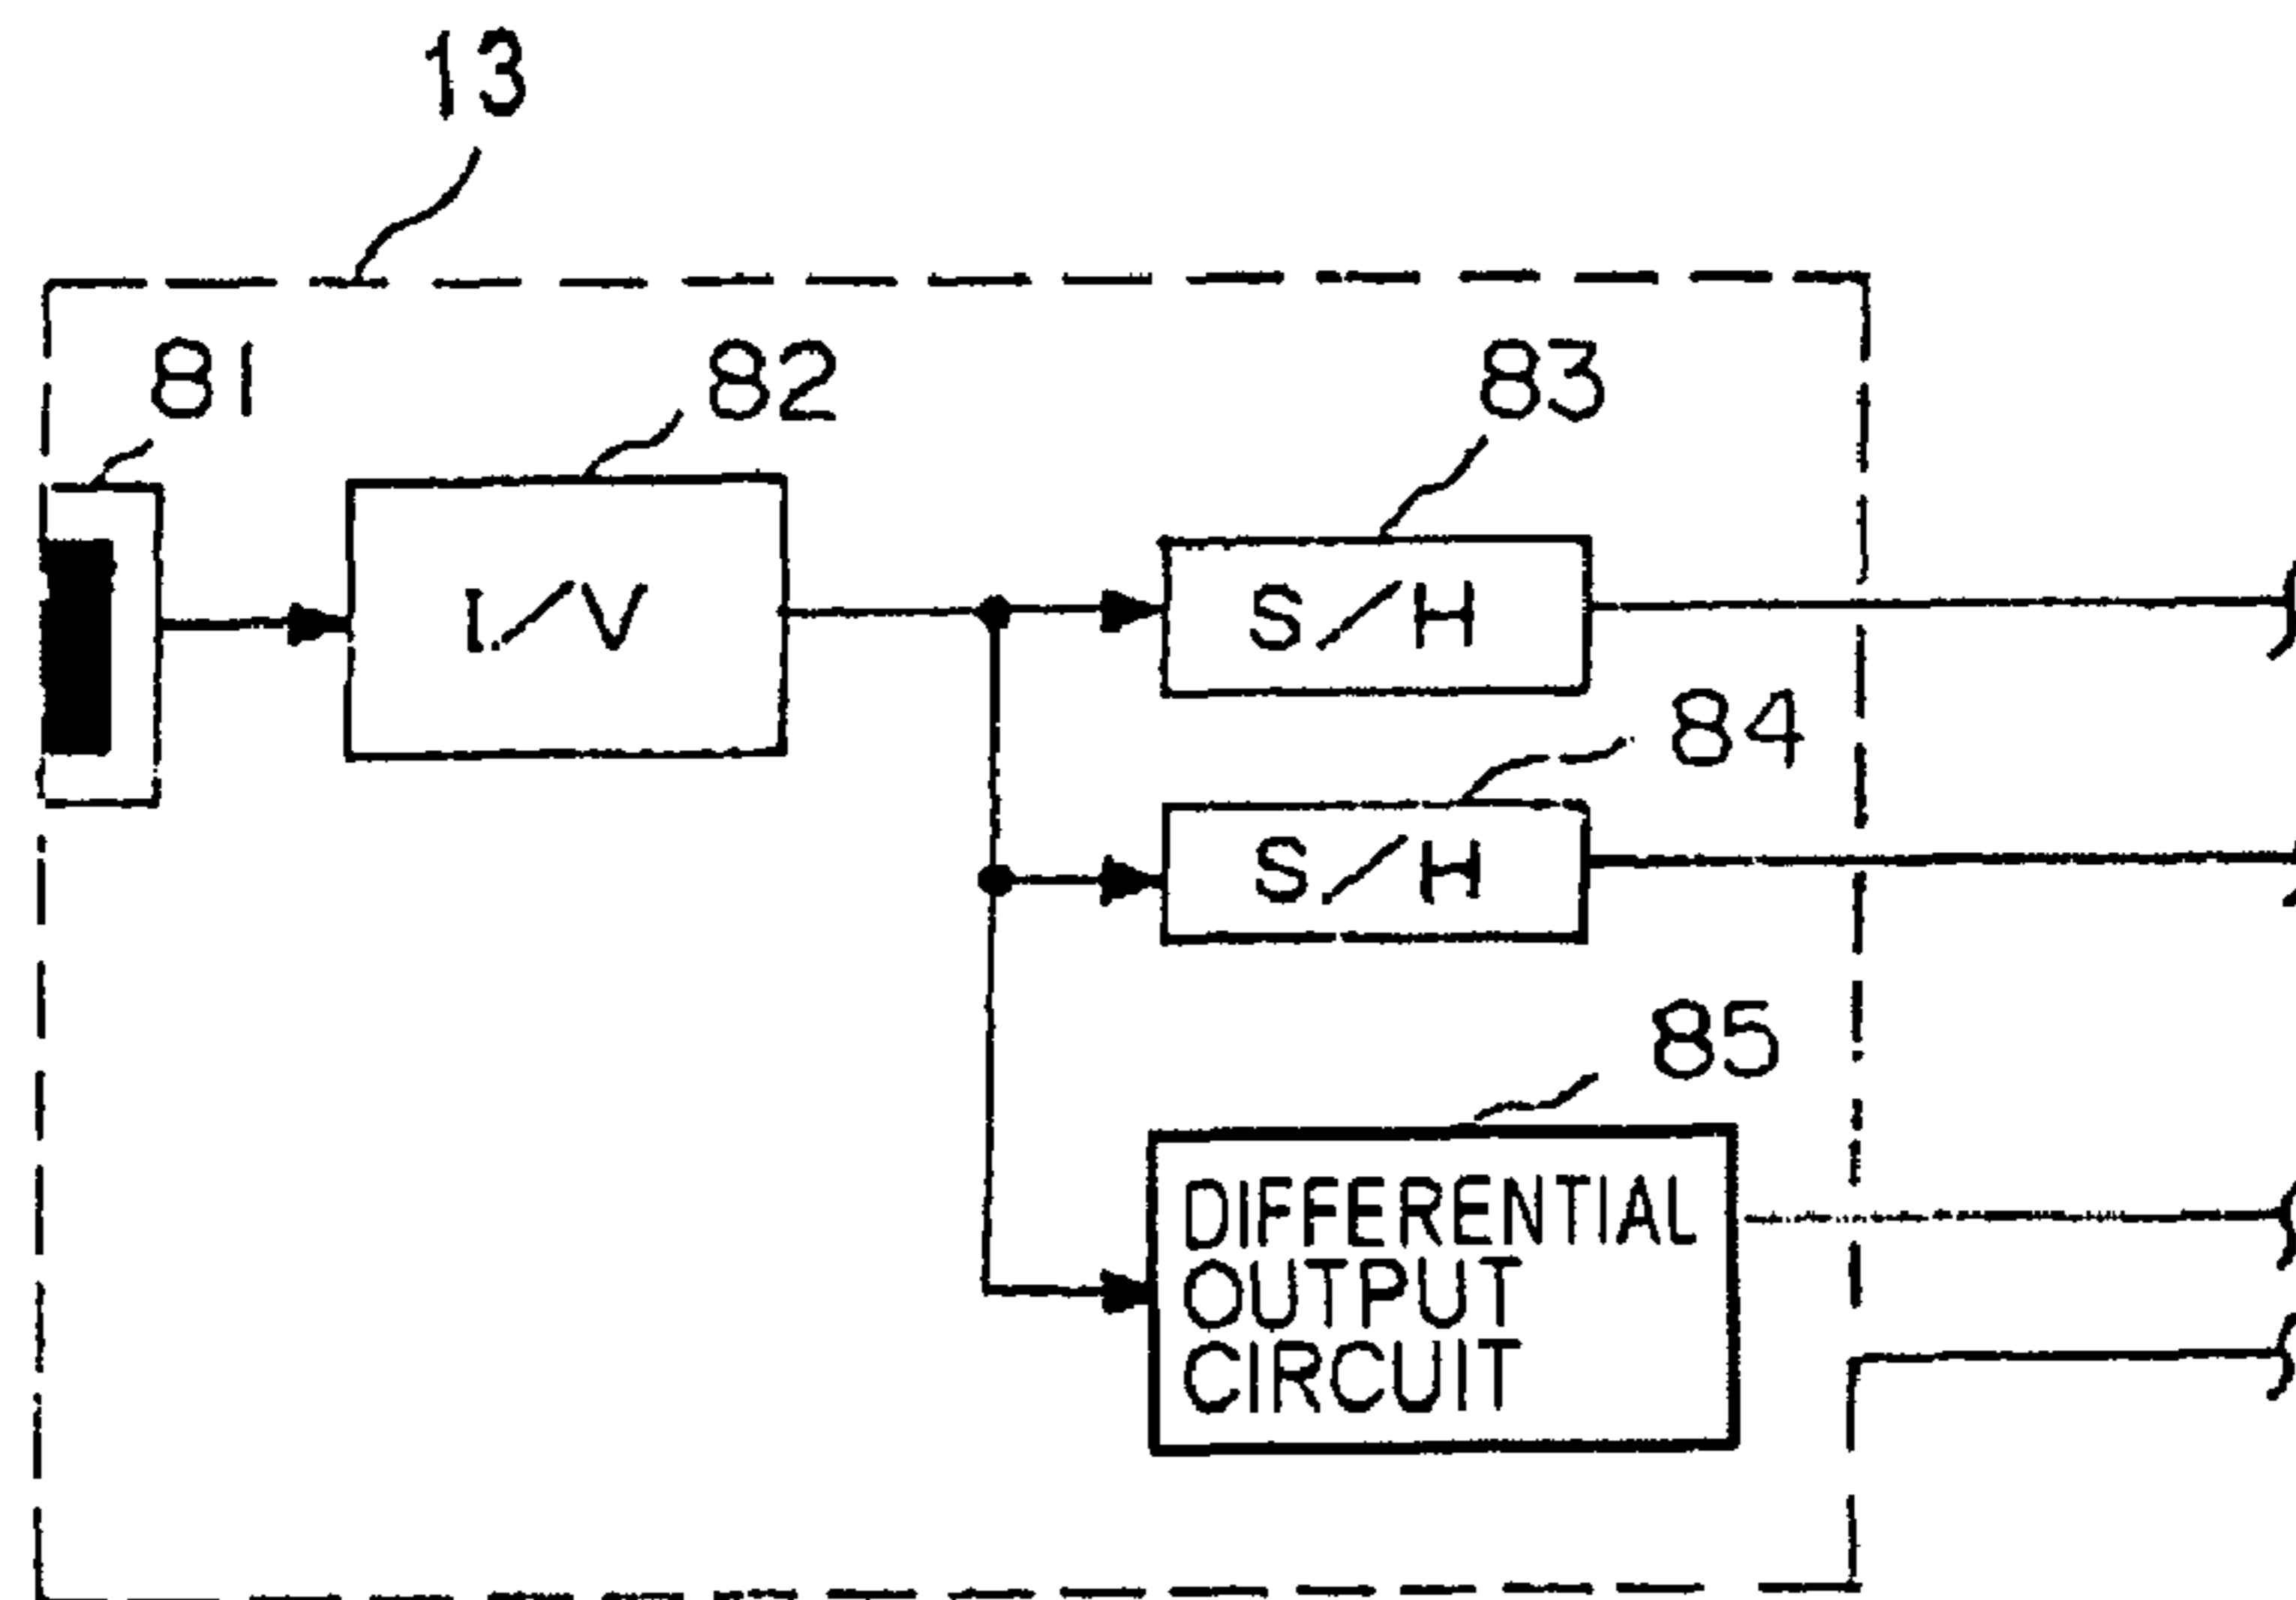 13
81
82
83
I/V
S/H
84
S/H
85
DIFFERENTIAL
OUTPUT
CIRCUIT